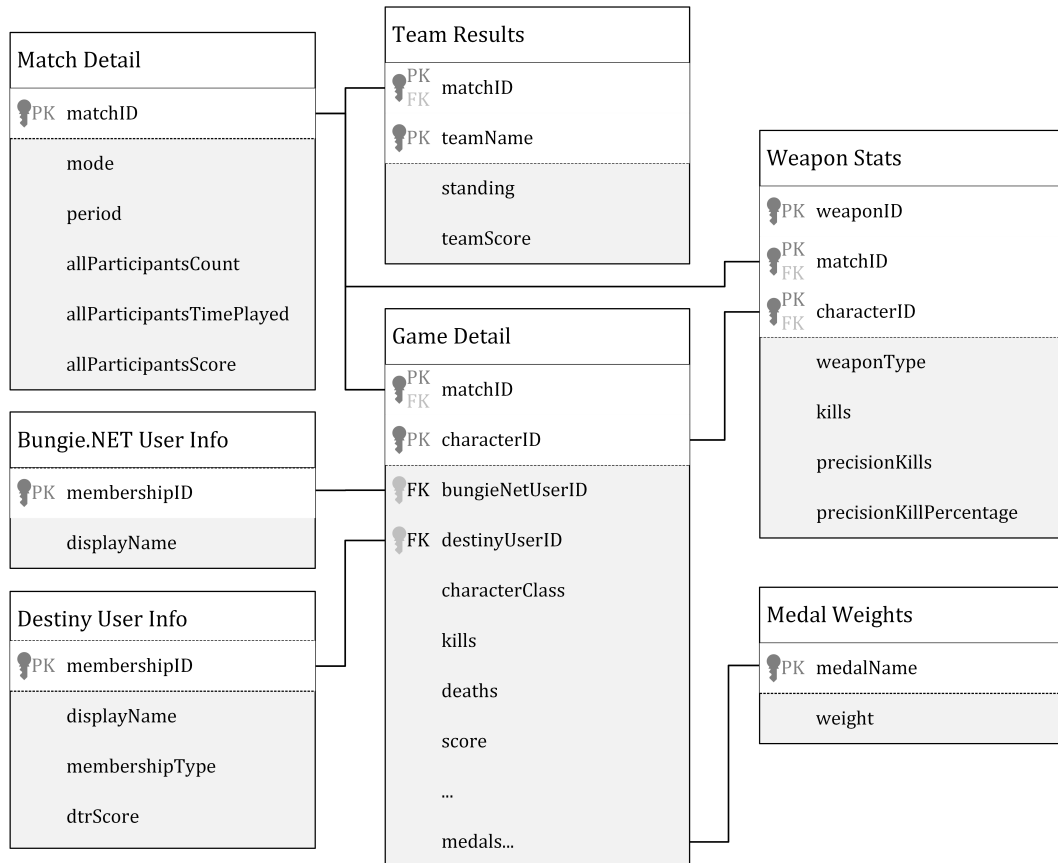 Match Detail
PK matchID
mode
period
allParticipantsCount
allParticipantsTimePlayed
allParticipantsScore
Bungie.NET User Info
PK membershipID
displayName
Destiny User Info
PK membershipID
displayName
membershipType
dtrScore
Team Results
PK
FK
matchID
PK teamName
standing
teamScore
Game Detail
PK
FK
matchID
PK characterID
FK bungieNetUserID
FK destinyUserID
characterClass
kills
deaths
score
...
medals...
Weapon Stats
PK weaponID
PK
FK
matchID
PK
FK
characterID
weaponType
kills
precisionKills
precisionKillPercentage
Medal Weights
PK medalName
weight